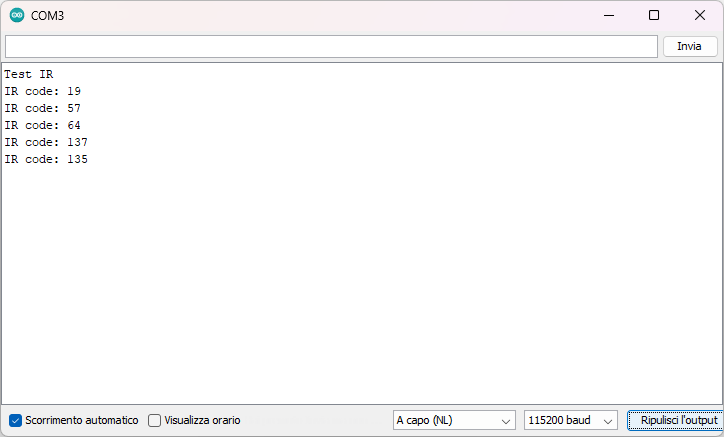 COM3
Invia
Test IR
IR code: 19
IR code: 57
IR code: 64
IR code: 137
IR code: 135
Scorrimento automatico Visualizza orario A capo (NL) 115200 baud Ripulisci l'output